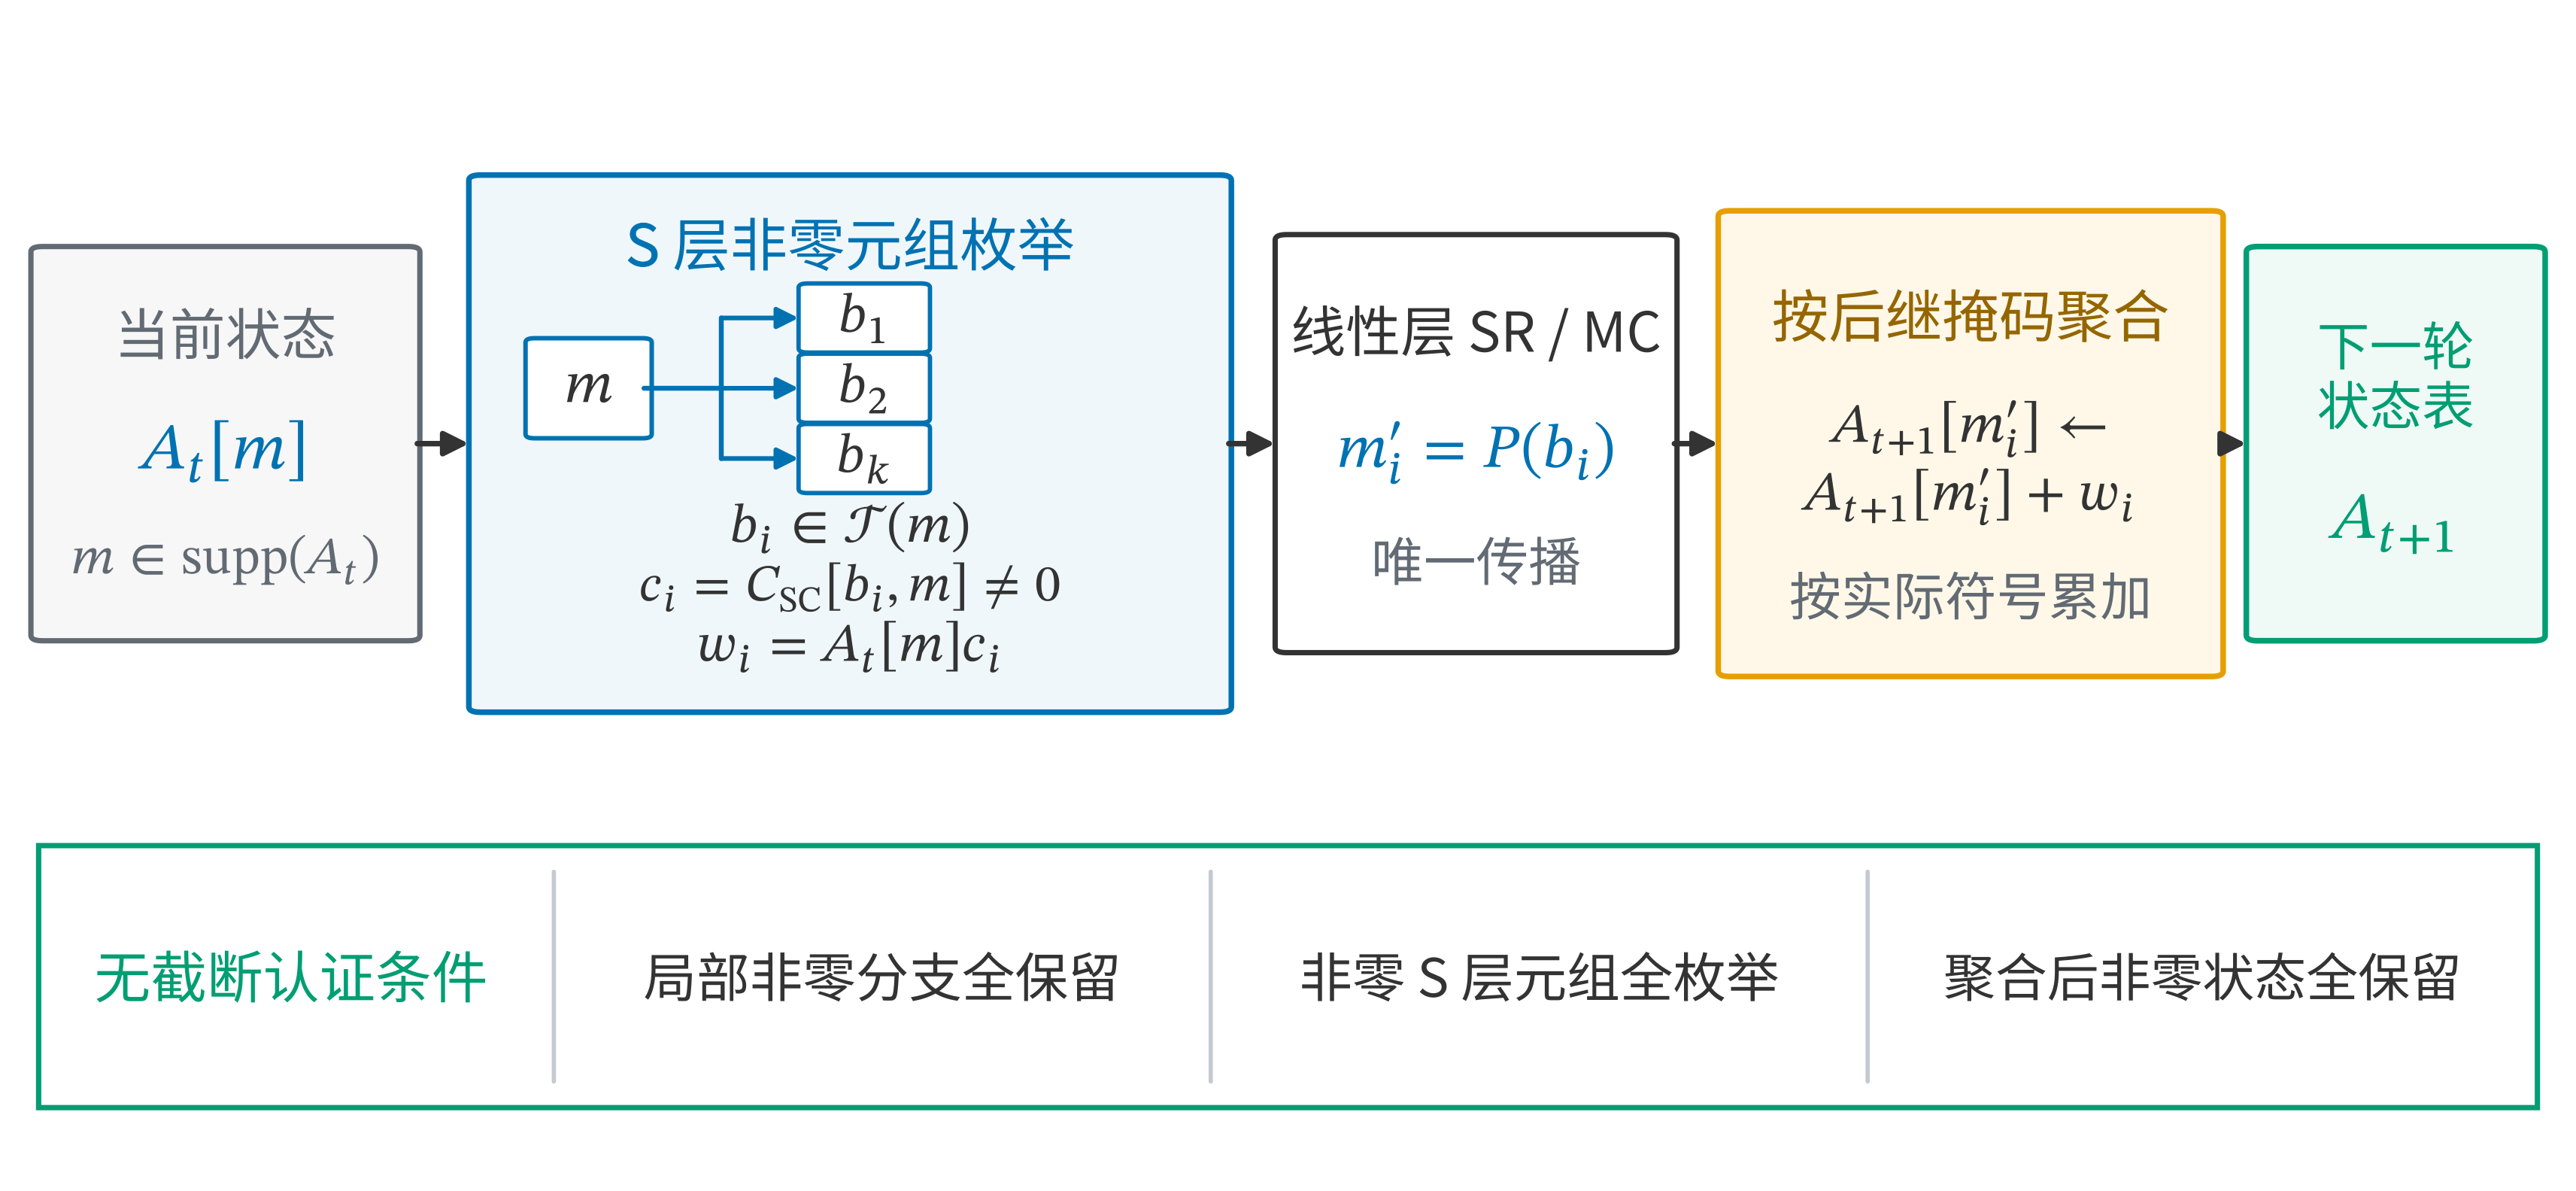 当前状态
A_t[m]
m ∈ supp(A_t)
S 层非零元组枚举
m
b_1
b_2
b_k
b_i ∈ 𝒯(m)
c_i = C_SC[b_i, m] ≠ 0
w_i = A_t[m]c_i
线性层 SR / MC
m′_i = P(b_i)
唯一传播
按后继掩码聚合
A_{t+1}[m′_i] ←
A_{t+1}[m′_i] + w_i
按实际符号累加
下一轮
状态表
A_{t+1}
无截断认证条件
局部非零分支全保留
非零 S 层元组全枚举
聚合后非零状态全保留